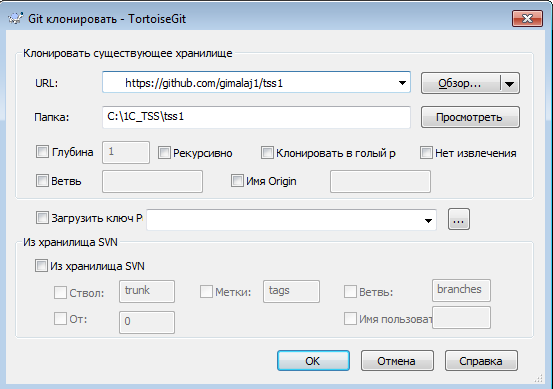 Git клонировать - TortoiseGit
Клонировать существующее хранилище
URL: https://github.com/gimalaj1/tss1 Обзор...
Папка: C:\1C_TSS\tss1 Просмотреть
Глубина 1 Рекурсивно Клонировать в голый р Нет извлечения
Ветвь Имя Origin
Загрузить ключ P ...
Из хранилища SVN
Из хранилища SVN
Ствол: trunk Метки: tags Ветвь: branches
От: 0 Имя пользоват
OK Отмена Справка